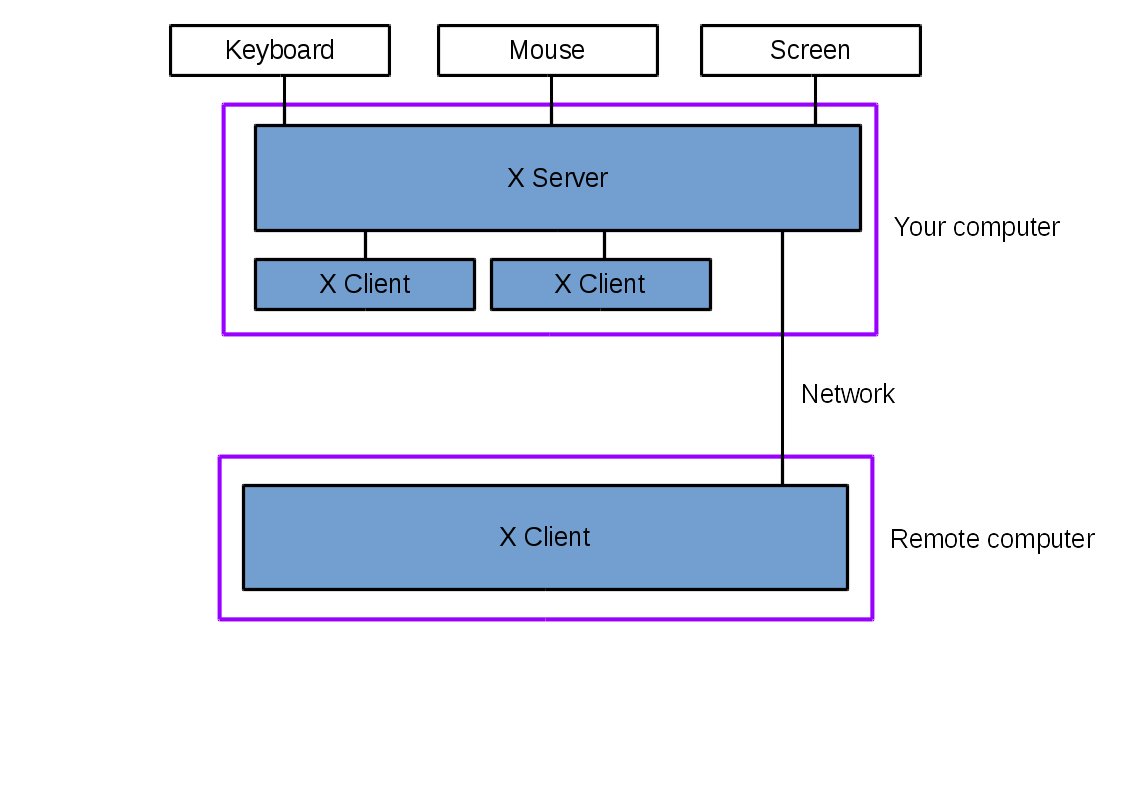 Keyboard
Mouse
Screen
X Server
Your computer
X Client
X Client
Network
X Client
Remote computer